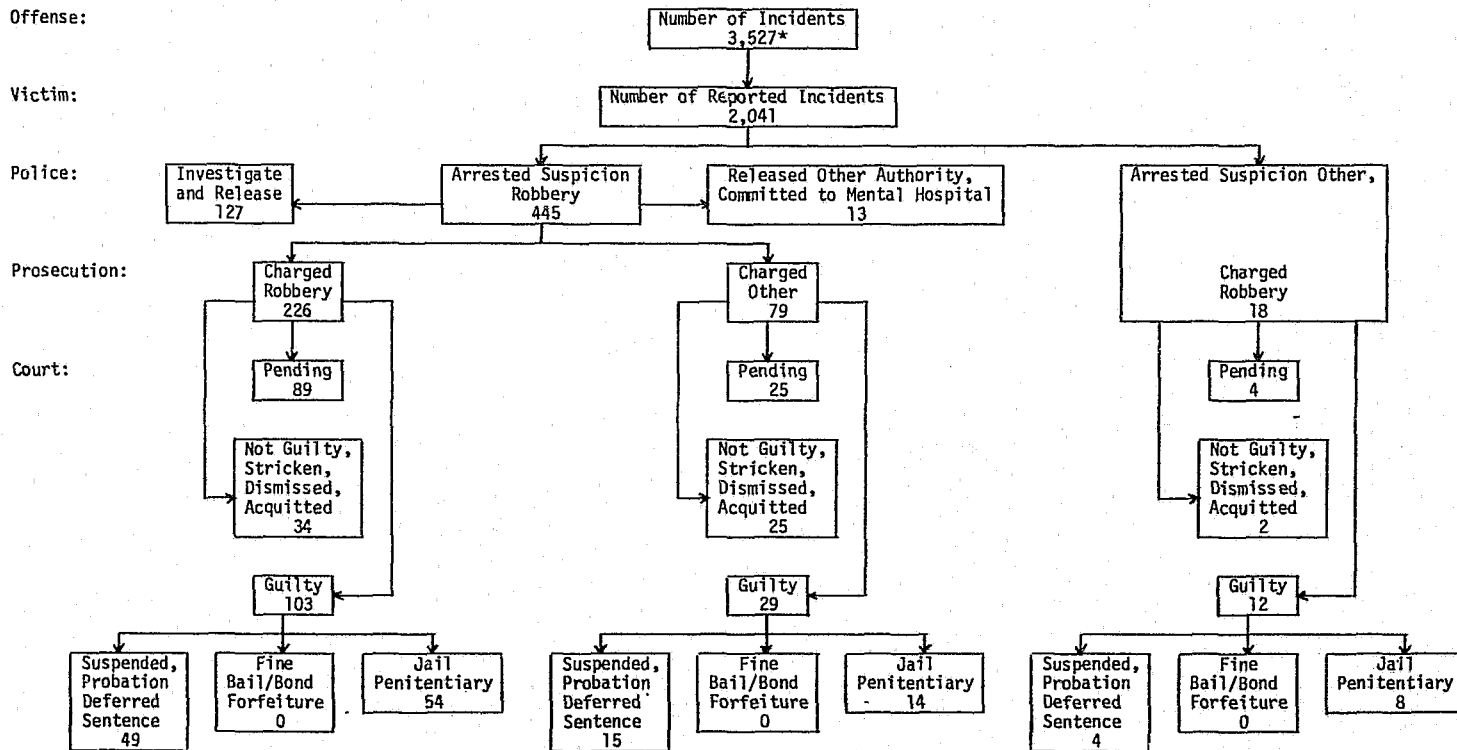 Offense:
Number of Incidents
3,527*
Victim:
Number of Reported Incidents
2,041
Police:
Investigate
and Release
127
Arrested Suspicion
Robbery
445
Released Other Authority,
Committed to Mental Hospital
13
Arrested Suspicion Other,
Charged
Robbery
18
Prosecution:
Charged
Robbery
226
Charged
Other
79
Court:
Pending
89
Pending
25
Pending
4
Not Guilty,
Stricken,
Dismissed,
Acquitted
34
Not Guilty,
Stricken,
Dismissed,
Acquitted
25
Not Guilty,
Stricken,
Dismissed,
Acquitted
2
Guilty
103
Guilty
29
Guilty
12
Suspended,
Probation
Deferred
Sentence
49
Fine
Bail/Bond
Forfeiture
0
Jail
Penitentiary
54
Suspended,
Probation
Deferred
Sentence
15
Fine
Bail/Bond
Forfeiture
0
Jail
Penitentiary
14
Suspended,
Probation
Deferred
Sentence
4
Fine
Bail/Bond
Forfeiture
0
Jail
Penitentiary
8